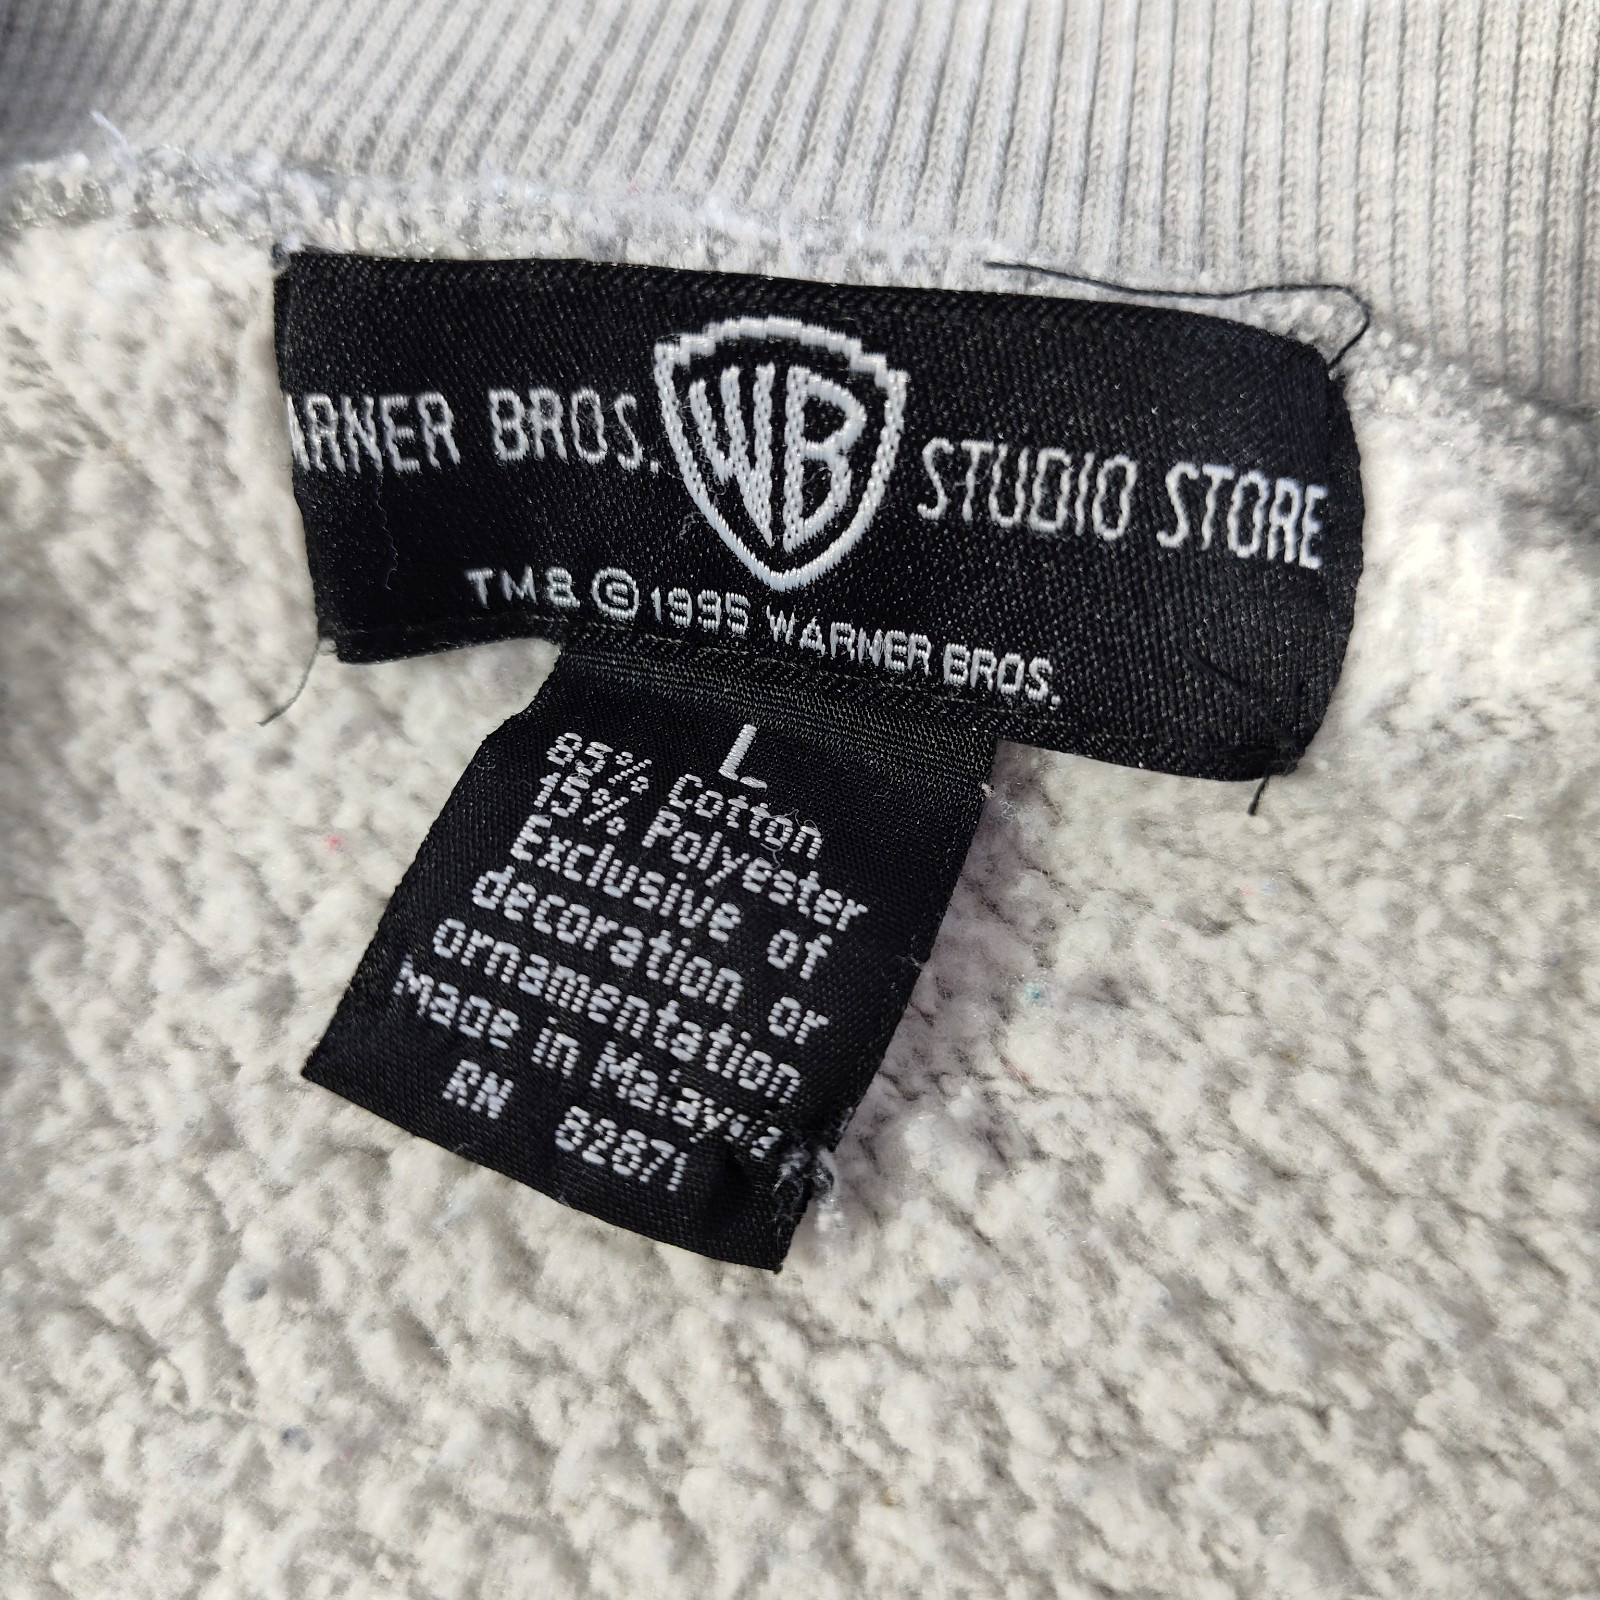 ARNER BROS. WB STUDIO STORE
TM & © 1995 WARNER BROS.
L
85% Cotton
15% Polyester
Exclusive of
decoration or
ornamentation
Made in Malaysia
RN 82871